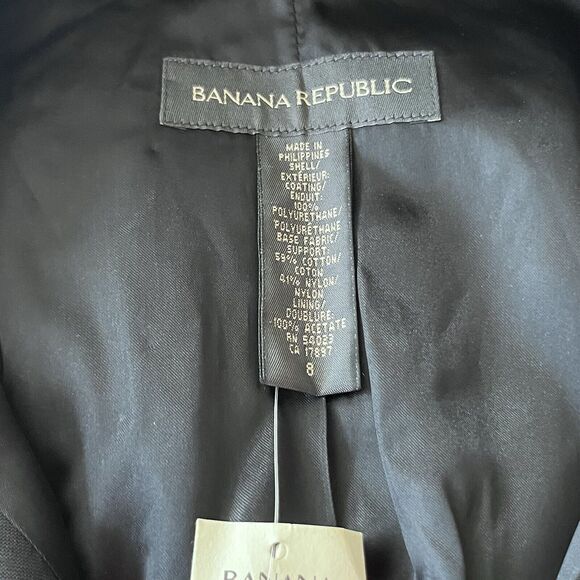 BANANA REPUBLIC
MADE IN
PHILIPPINES
SHELL/
EXTÉRIEUR:
COATING/
ENDUIT:
100%
POLYURETHANE/
POLYURÉTHANE
BASE FABRIC/
SUPPORT:
59% COTTON/
COTON
41% NYLON/
NYLON
LINING/
DOUBLURE:
100% ACETATE
RN 54023
CA 17897
8
BANANA